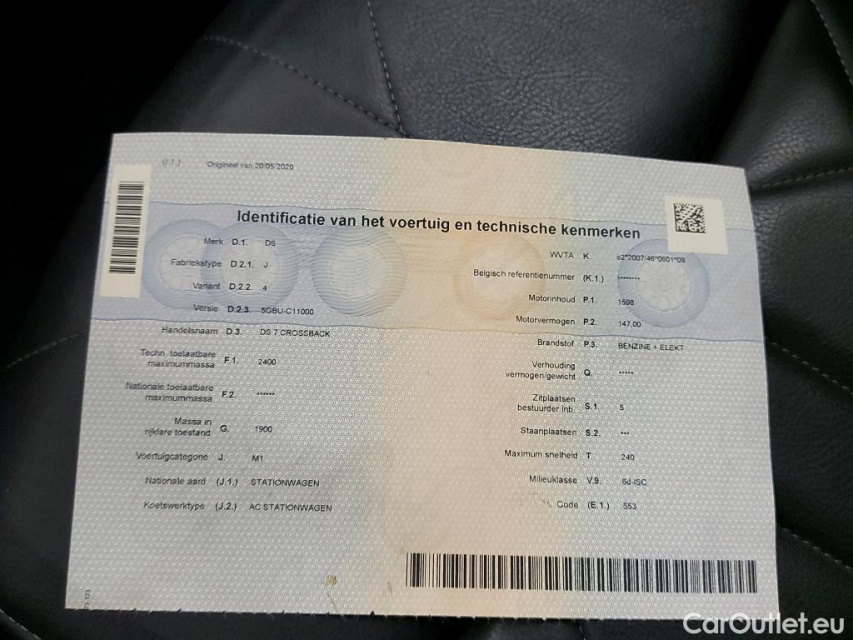 Origineel van 20/05/2020
Identificatie van het voertuig en technische kenmerken
Merk D.1. DS
Fabriekstype D.2.1. J
Variant D.2.2. 4
Versie D.2.3. 5GBU-C11000
Handelsnaam D.3. DS 7 CROSSBACK
Techn. toelaatbare
maximummassa F.1. 2400
Nationale toelaatbare
maximummassa F.2. ******
Massa in
rijklare toestand G. 1900
Voertuigcategorie J. M1
Nationale aard (J.1.) STATIONWAGEN
Koetswerktype (J.2.) AC STATIONWAGEN
WVTA K. e2*2007/46*0601*09
Belgisch referentienummer (K.1.) ********
Motorinhoud P.1. 1598
Motorvermogen P.2. 147,00
Brandstof P.3. BENZINE + ELEKT
Verhouding
vermogen/gewicht Q. *****
Zitplaatsen
bestuurder inb. S.1. 5
Staanplaatsen S.2. ***
Maximum snelheid T 240
Milieuklasse V.9. 6d-ISC
Code (E.1.) 553
CarOutlet.eu